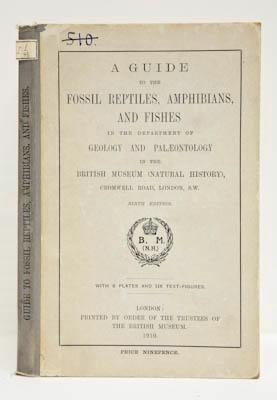 510.
A GUIDE
TO THE
FOSSIL REPTILES, AMPHIBIANS,
AND FISHES
IN THE DEPARTMENT OF
GEOLOGY AND PALÆONTOLOGY
IN THE
BRITISH MUSEUM (NATURAL HISTORY),
CROMWELL ROAD, LONDON, S.W.
NINTH EDITION.
B. M.
(N.H.)
WITH 8 PLATES AND 116 TEXT-FIGURES.
LONDON:
PRINTED BY ORDER OF THE TRUSTEES OF
THE BRITISH MUSEUM.
1910.
PRICE NINEPENCE.
GUIDE TO FOSSIL REPTILES, AMPHIBIANS, AND FISHES.